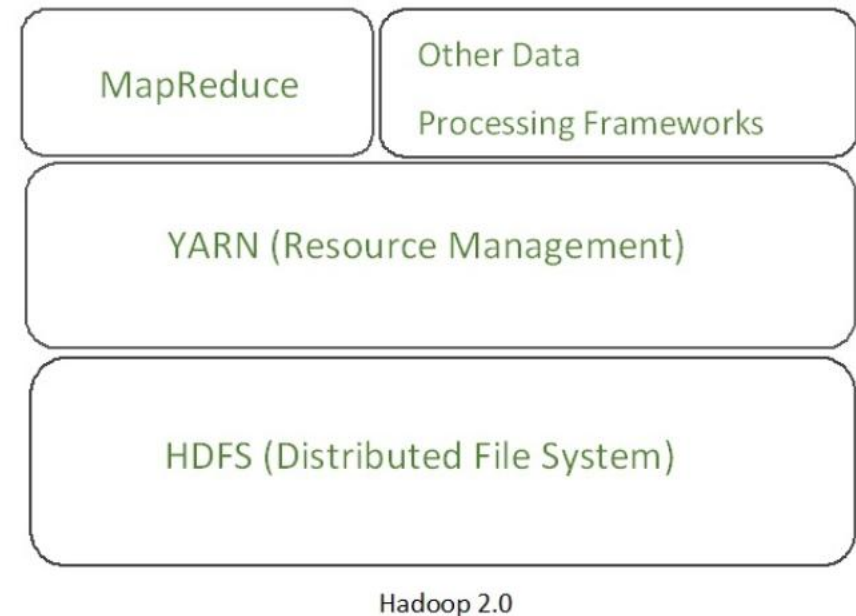 MapReduce
Other Data
Processing Frameworks
YARN (Resource Management)
HDFS (Distributed File System)
Hadoop 2.0